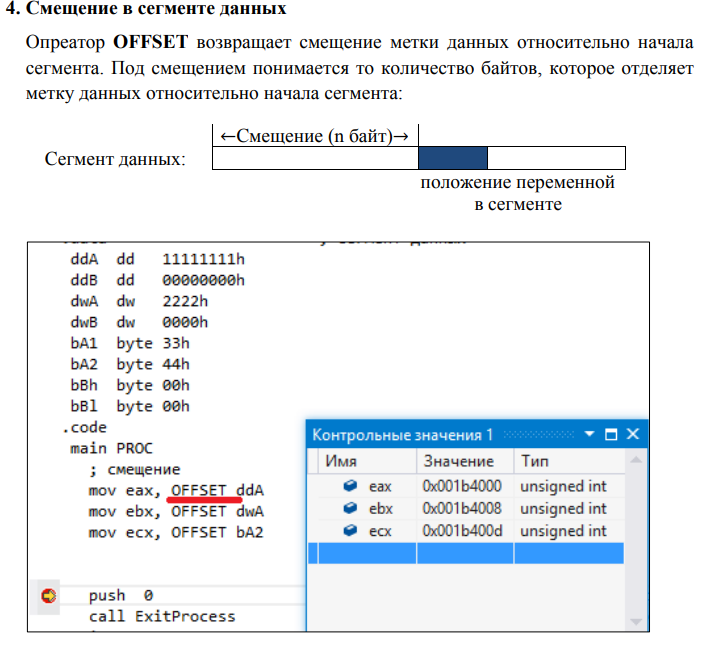 4. Смещение в сегменте данных
Опреатор OFFSET возвращает смещение метки данных относительно начала
сегмента. Под смещением понимается то количество байтов, которое отделяет
метку данных относительно начала сегмента:
←Смещение (n байт)→
Сегмент данных:
положение переменной
в сегменте
ddA dd 11111111h
ddB dd 00000000h
dwA dw 2222h
dwB dw 0000h
bA1 byte 33h
bA2 byte 44h
bBh byte 00h
bBl byte 00h
.code
main PROC
; смещение
mov eax, OFFSET ddA
mov ebx, OFFSET dwA
mov ecx, OFFSET bA2
push 0
call ExitProcess
Контрольные значения 1
Имя Значение Тип
eax 0x001b4000 unsigned int
ebx 0x001b4008 unsigned int
ecx 0x001b400d unsigned int